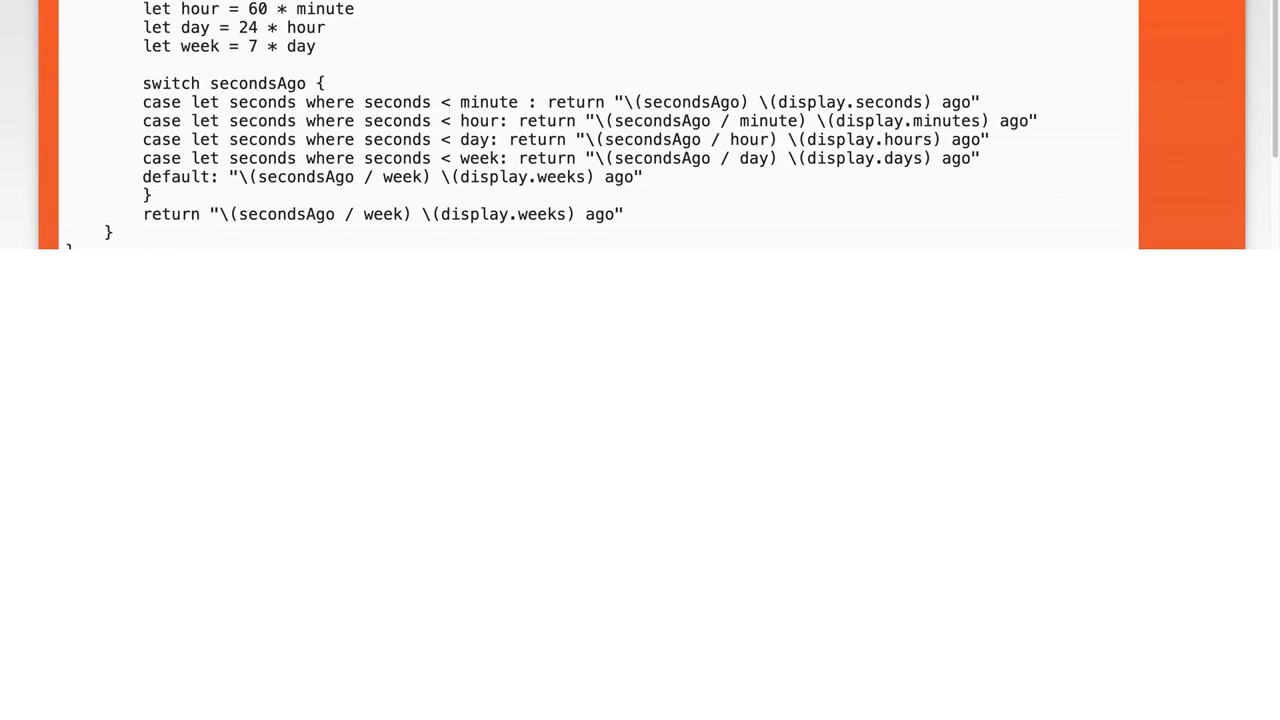 let hour = 60 * minute
let day = 24 * hour
let week = 7 * day
switch secondsAgo {
case let seconds where seconds < minute : return "\(secondsAgo) \(display.seconds) ago"
case let seconds where seconds < hour: return "\(secondsAgo / minute) \(display.minutes) ago"
case let seconds where seconds < day: return "\(secondsAgo / hour) \(display.hours) ago"
case let seconds where seconds < week: return "\(secondsAgo / day) \(display.days) ago"
default: "\(secondsAgo / week) \(display.weeks) ago"
}
return "\(secondsAgo / week) \(display.weeks) ago"
}